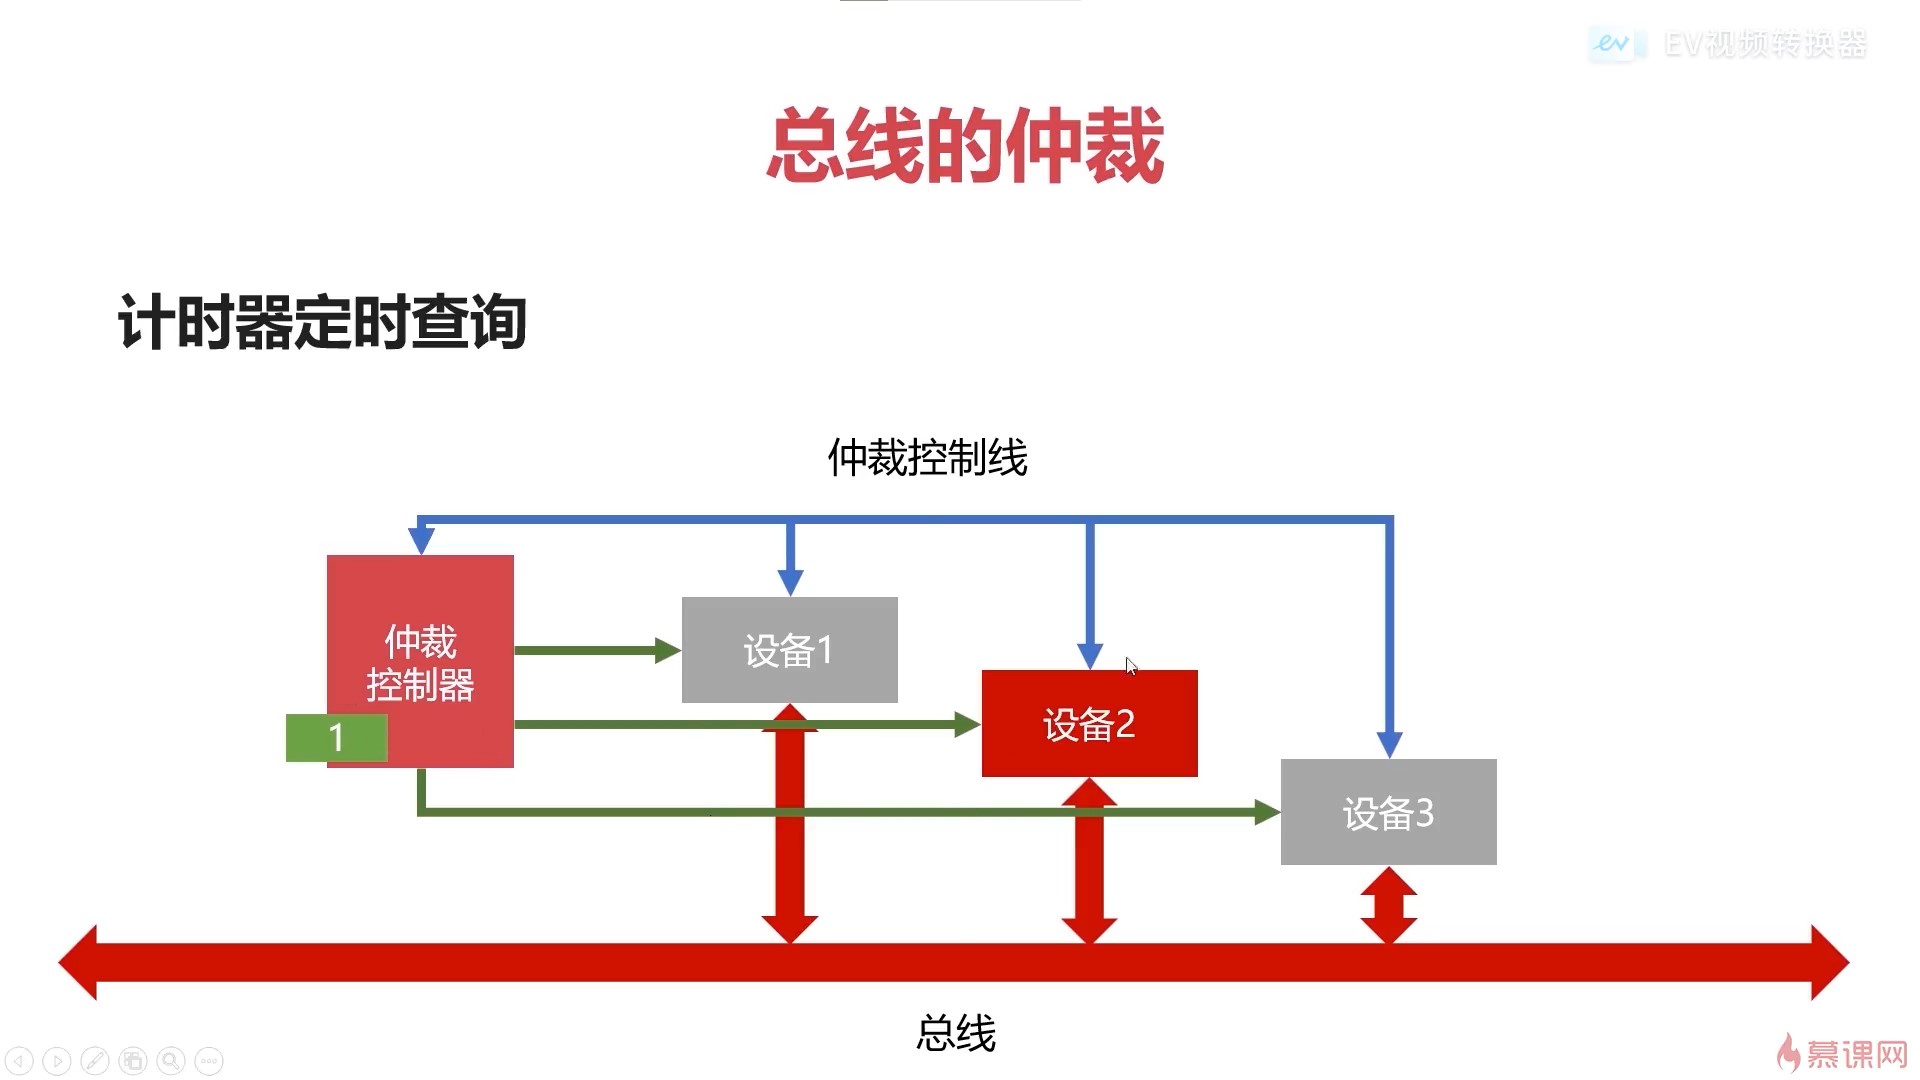 EV视频转换器
总线的仲裁
计时器定时查询
仲裁控制线
仲裁
控制器
1
设备1
设备2
设备3
总线
慕课网